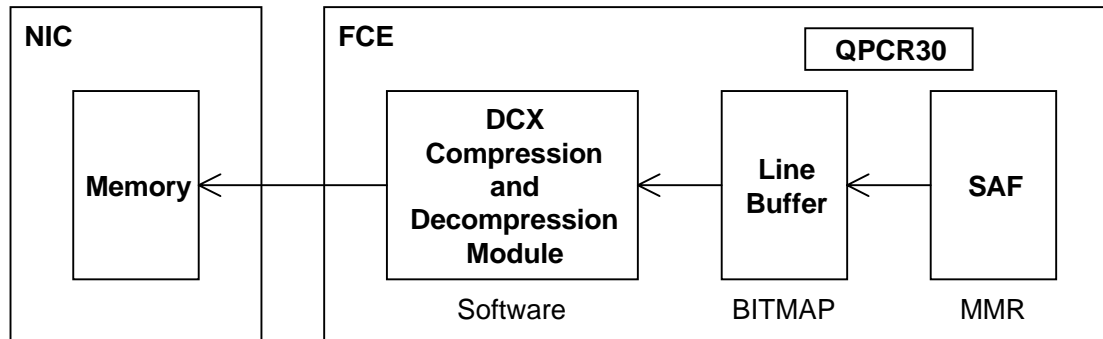 NIC
FCE
QPCR30
Memory
DCX
Compression
and
Decompression
Module
Line
Buffer
SAF
Software
BITMAP
MMR